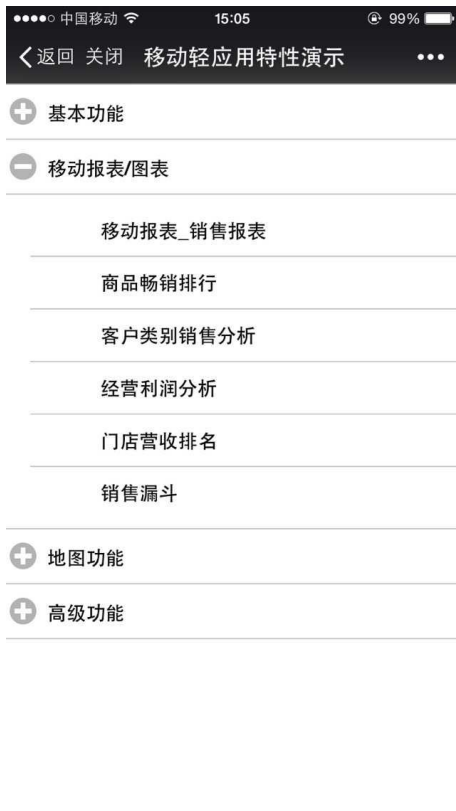 中国移动 15:05 99%
返回 关闭 移动轻应用特性演示
基本功能
移动报表/图表
移动报表_销售报表
商品畅销排行
客户类别销售分析
经营利润分析
门店营收排名
销售漏斗
地图功能
高级功能